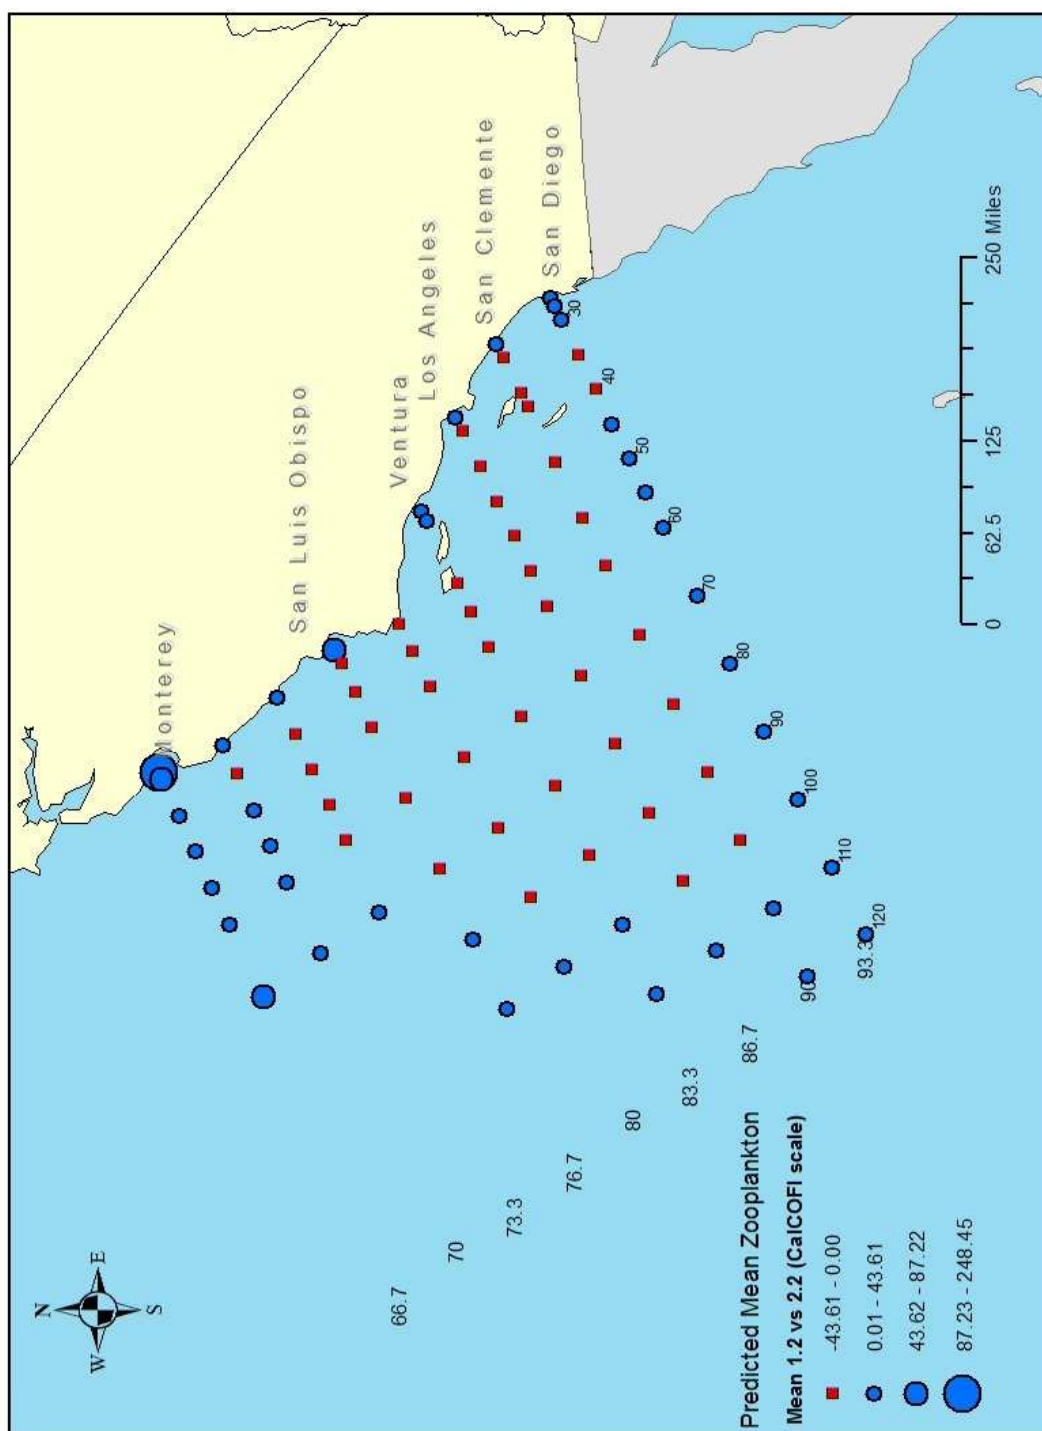 Monterey
San Luis Obispo
Ventura
Los Angeles
San Clemente
San Diego
30
40
50
60
70
80
90
100
110
120
93.3
90
86.7
83.3
80
76.7
73.3
70
66.7
N
W E
S
0 62.5 125 250 Miles
Predicted Mean Zooplankton
Mean 1.2 vs 2.2 (CalCOFI scale)
-43.61 - 0.00
0.01 - 43.61
43.62 - 87.22
87.23 - 248.45